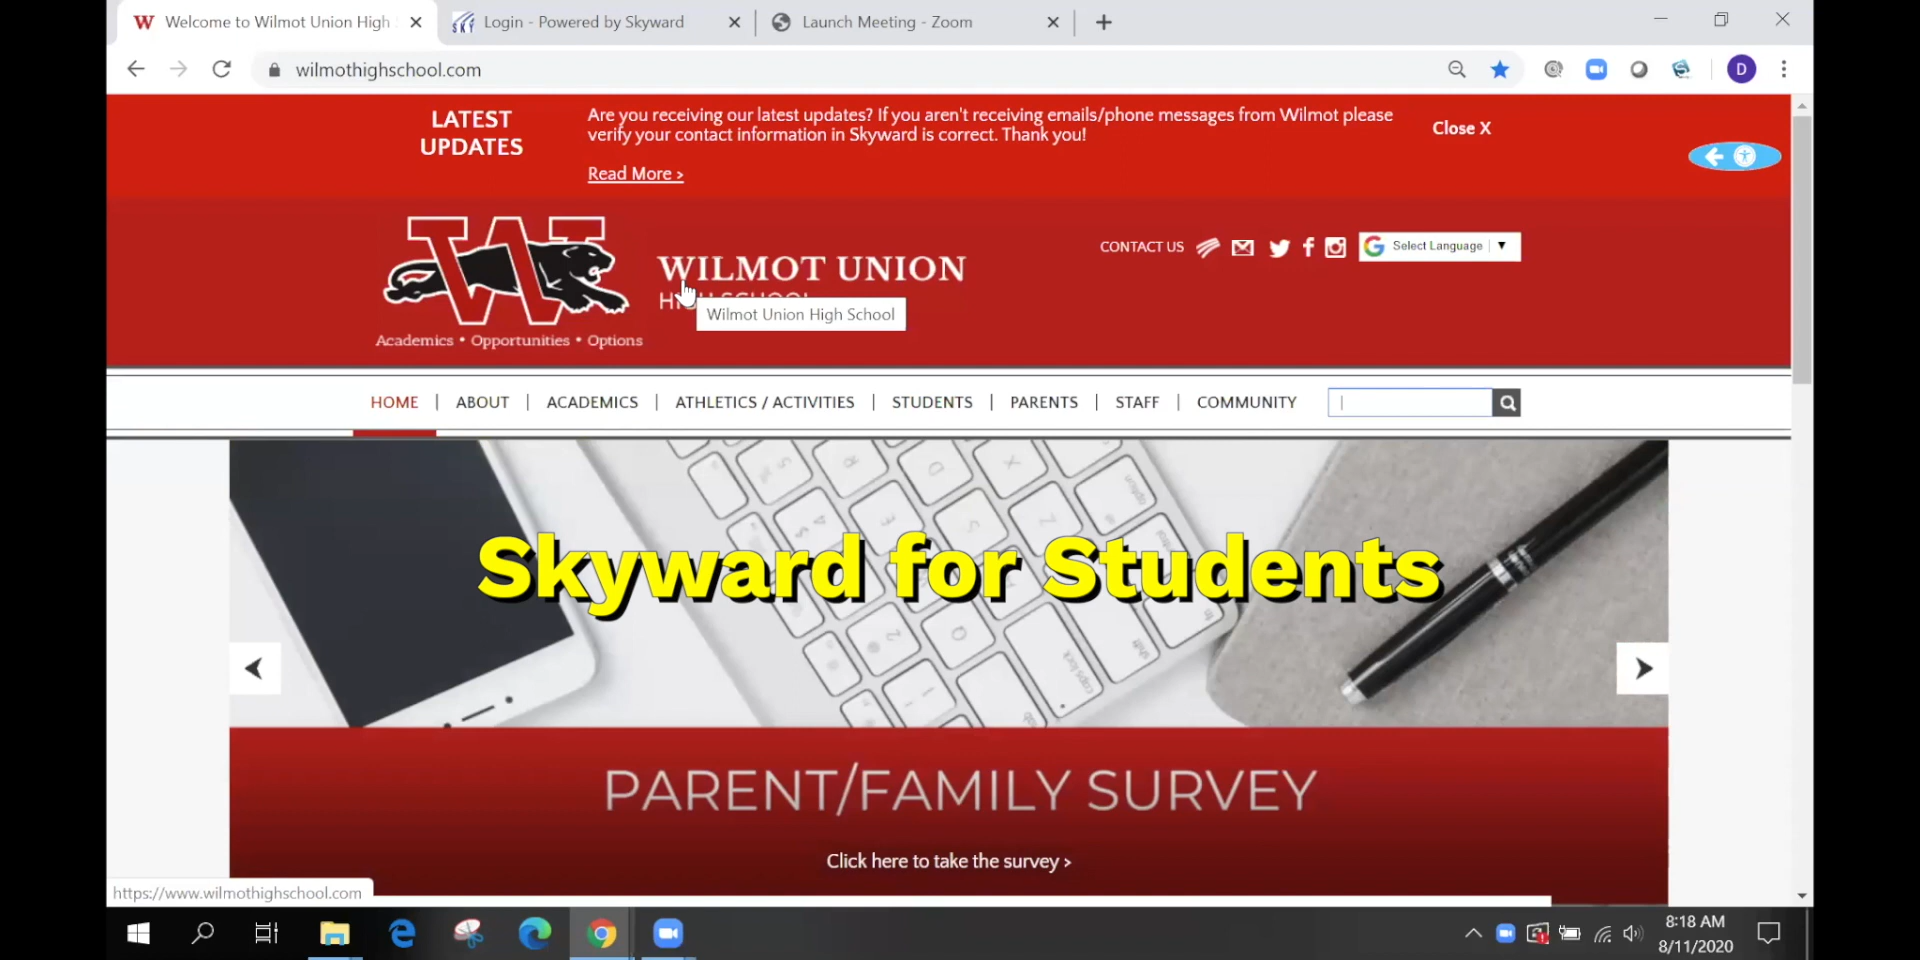 Welcome to Wilmot Union High S
Login - Powered by Skyward
Launch Meeting - Zoom
wilmothighschool.com
D
LATEST
UPDATES
Are you receiving our latest updates? If you aren't receiving emails/phone messages from Wilmot please
verify your contact information in Skyward is correct. Thank you!
Read More >
Close X
W
Academics • Opportunities • Options
WILMOT UNION
HIGH SCHOOL
Wilmot Union High School
CONTACT US
Select Language ▼
HOME | ABOUT | ACADEMICS | ATHLETICS / ACTIVITIES | STUDENTS | PARENTS | STAFF | COMMUNITY
Skyward for Students
PARENT/FAMILY SURVEY
Click here to take the survey >
https://www.wilmothighschool.com
8:18 AM
8/11/2020